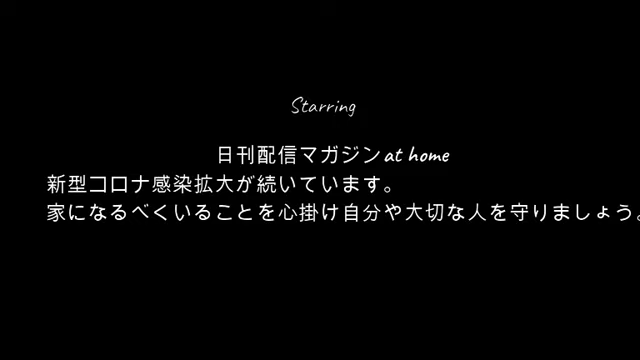 Starring
日刊配信マガジンat home
新型コロナ感染拡大が続いています。
家になるべくいることを心掛け自分や大切な人を守りましょう。